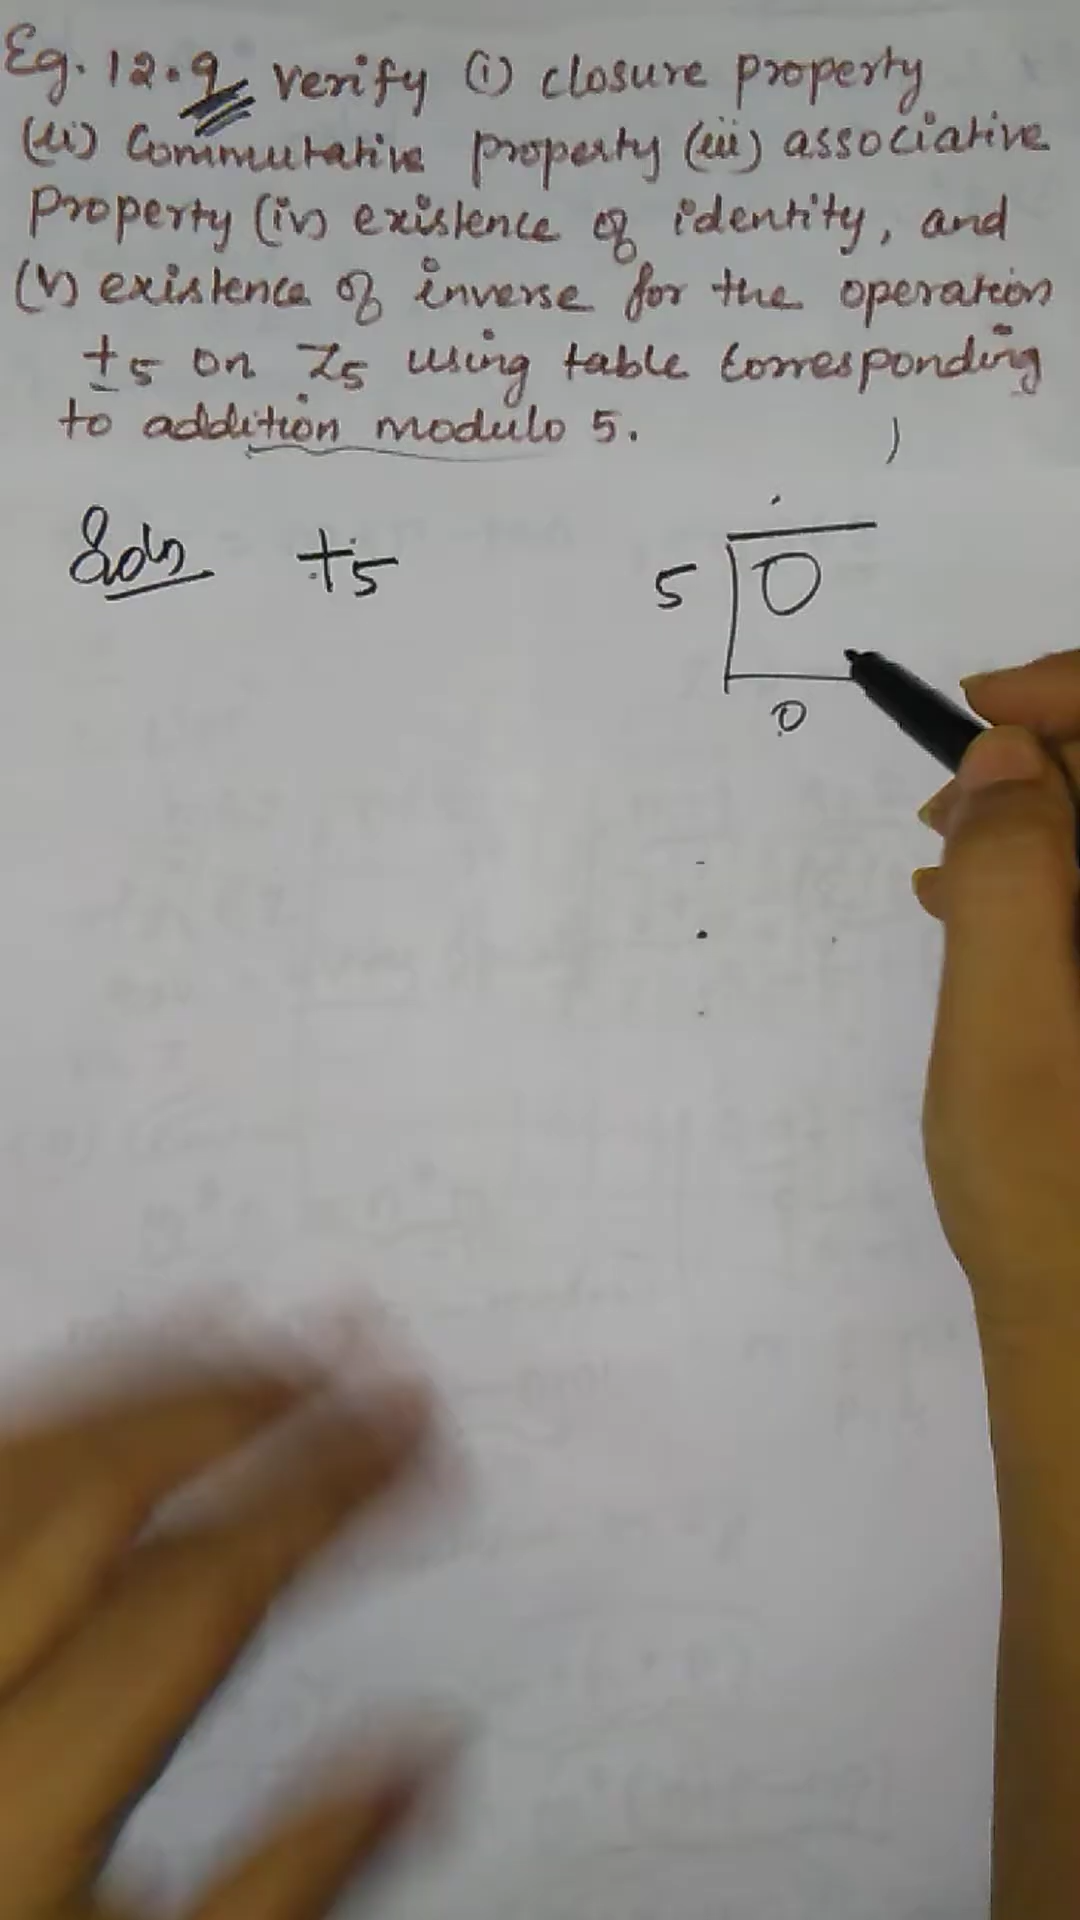 Eg. 12.9 verify (i) closure property
(ii) Commutative property (iii) associative
Property (iv) existence of identity, and
(v) existence of inverse for the operation
+5 on Z5 using table corresponding
to addition modulo 5.
Soln +5
5 0
0